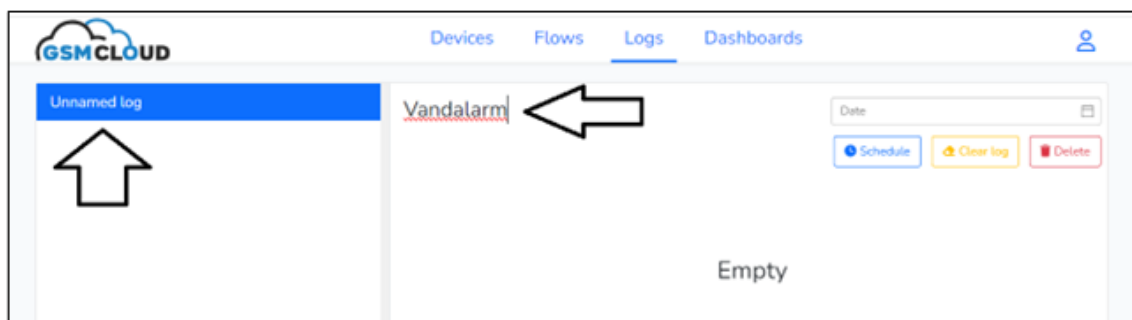 GSMCLOUD
Devices Flows Logs Dashboards
Unnamed log
Vandalarm
Date
Schedule Clear log Delete
Empty